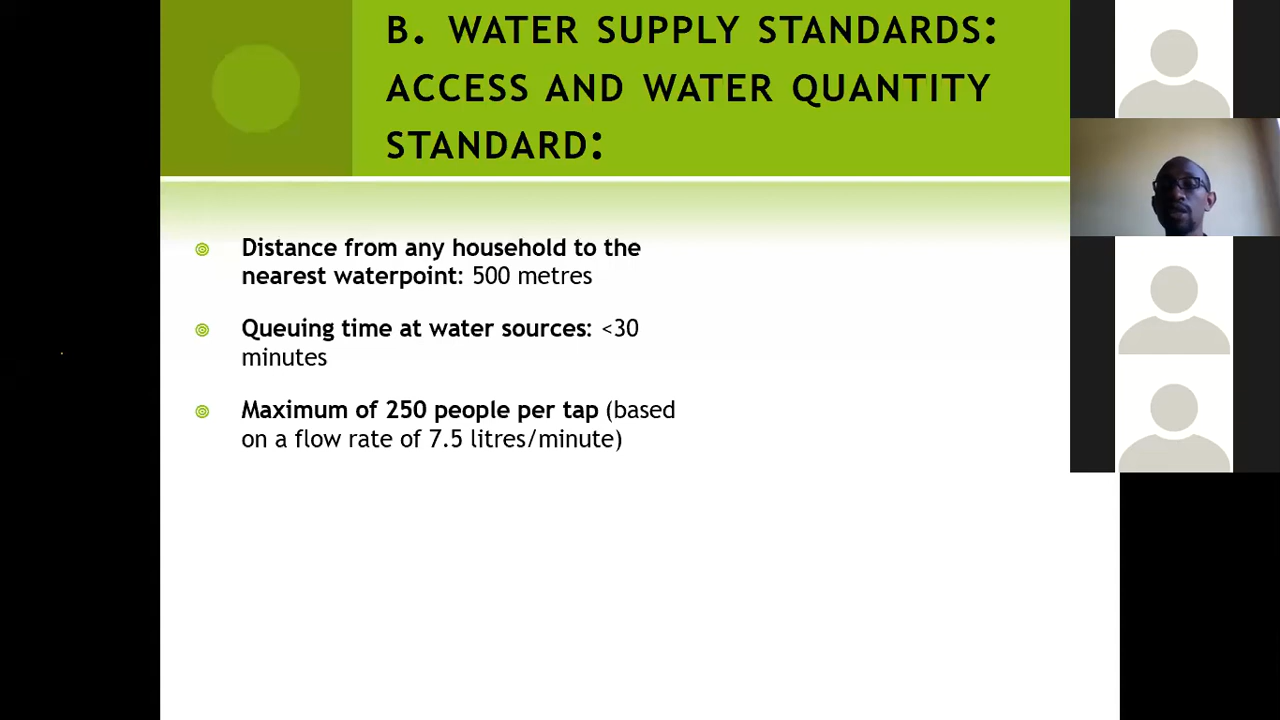 B. WATER SUPPLY STANDARDS:
ACCESS AND WATER QUANTITY
STANDARD:
Distance from any household to the
nearest waterpoint: 500 metres
Queuing time at water sources: <30
minutes
Maximum of 250 people per tap (based
on a flow rate of 7.5 litres/minute)